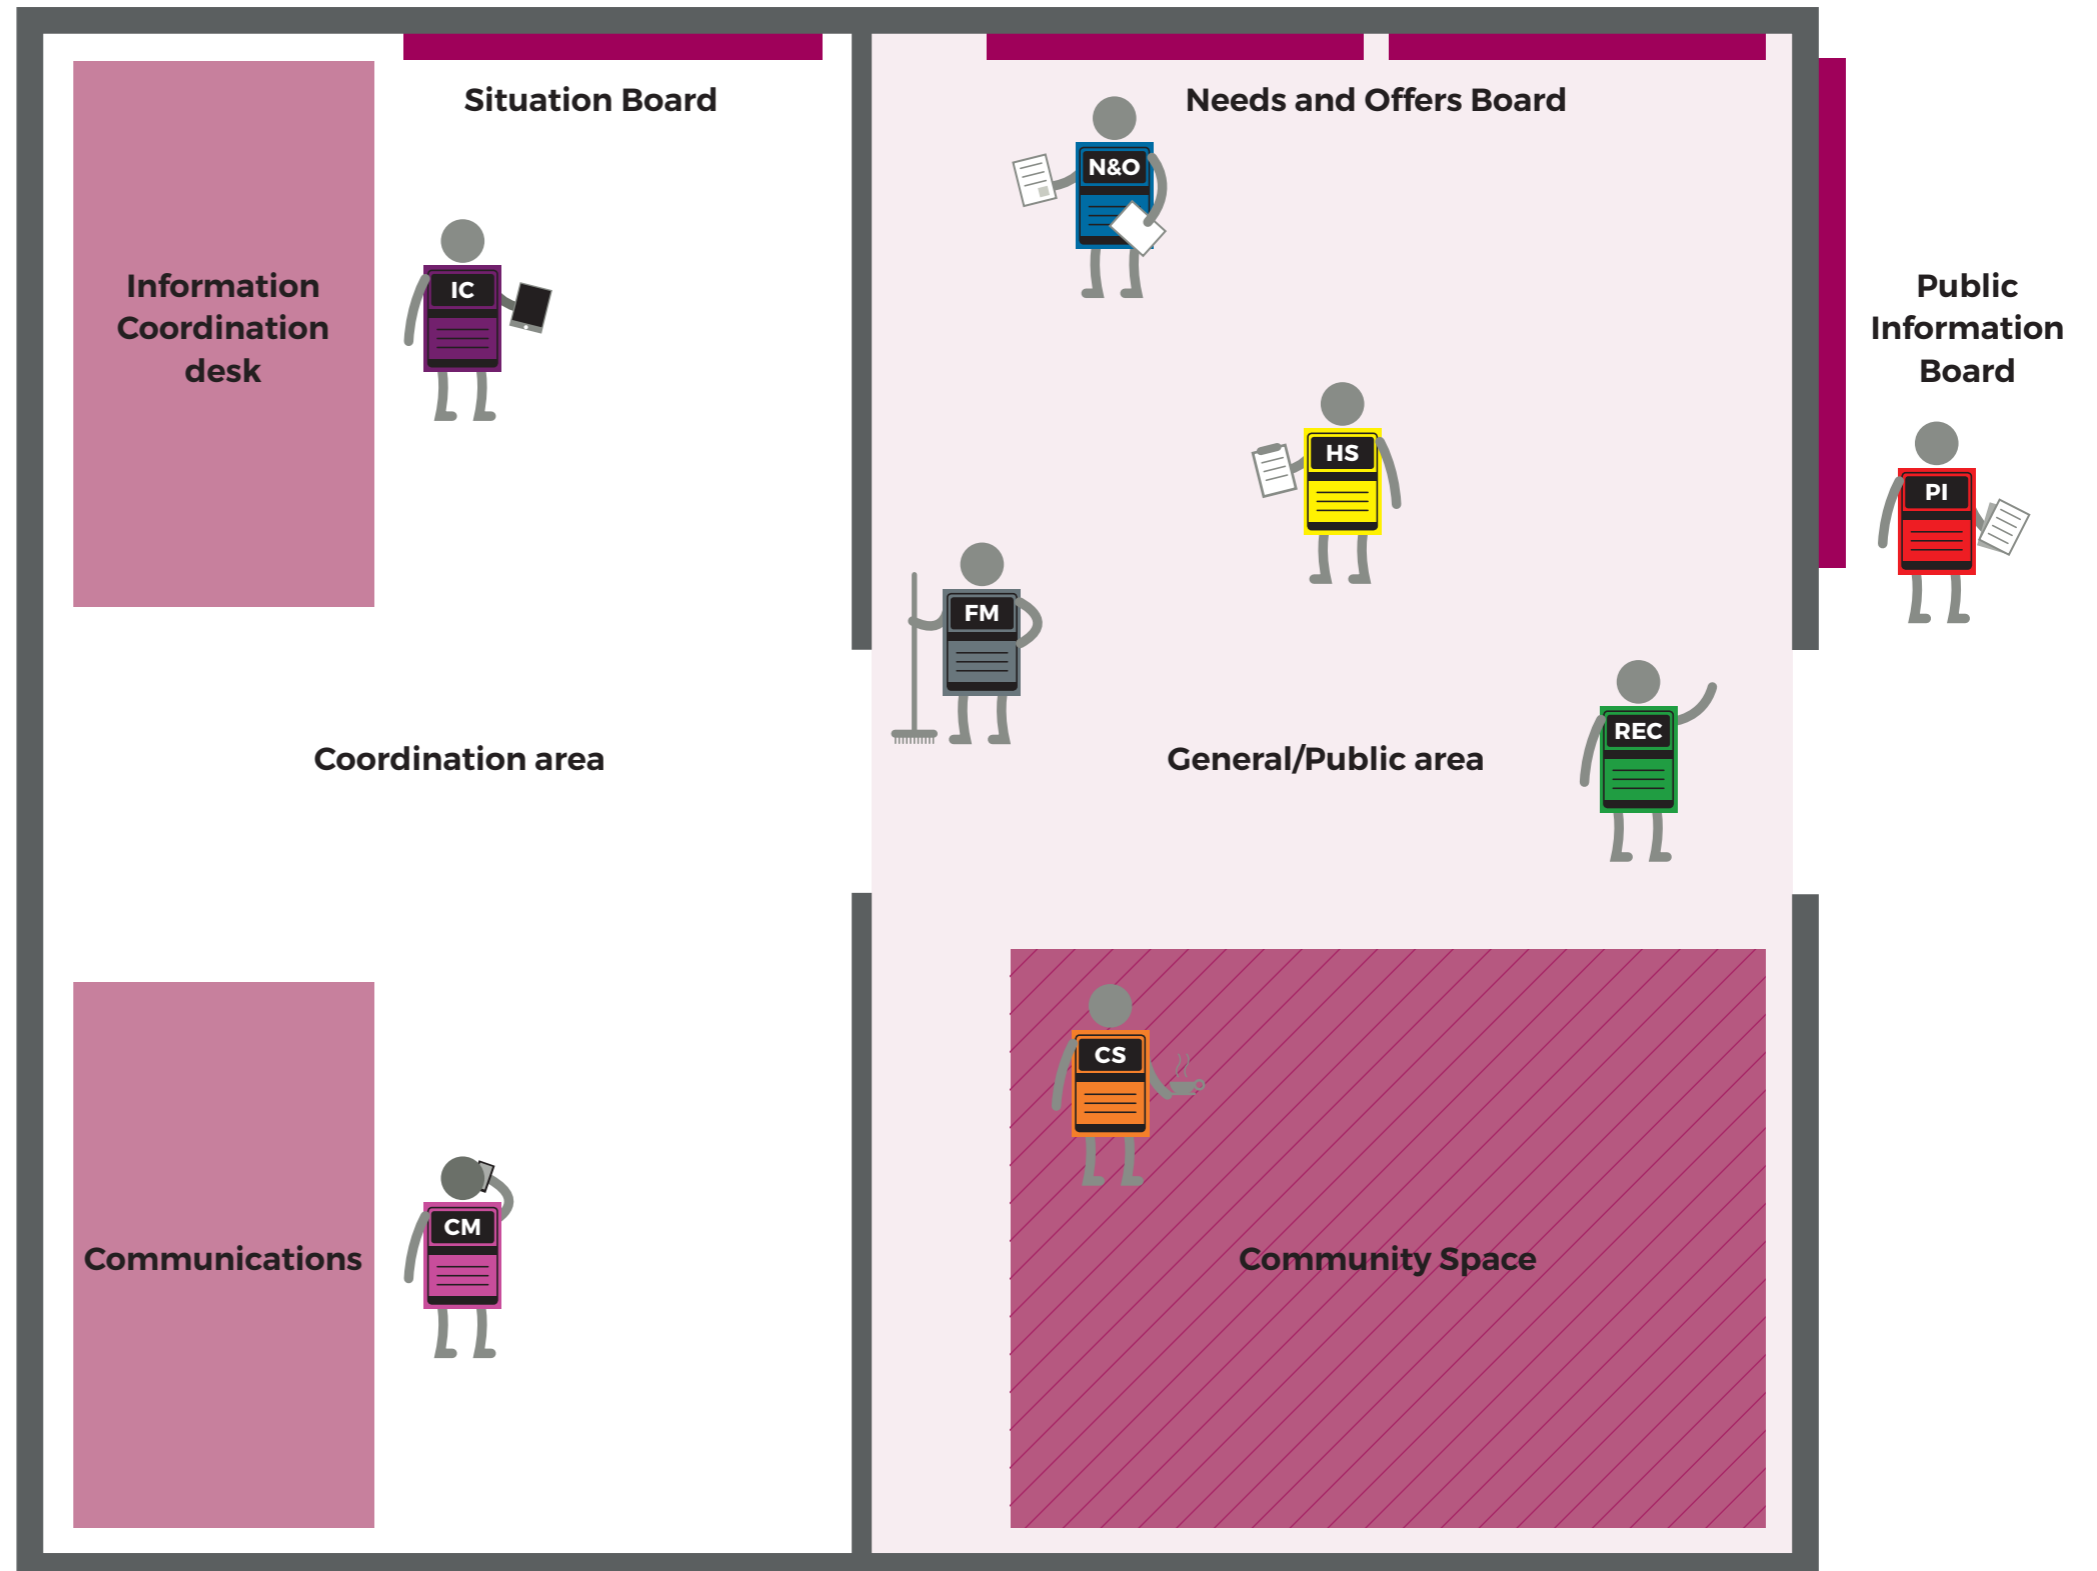 Situation Board
Needs and Offers Board
N&O
Information
Coordination
desk
IC
Public
Information
Board
HS
PI
FM
REC
Coordination area
General/Public area
CS
CM
Communications
Community Space